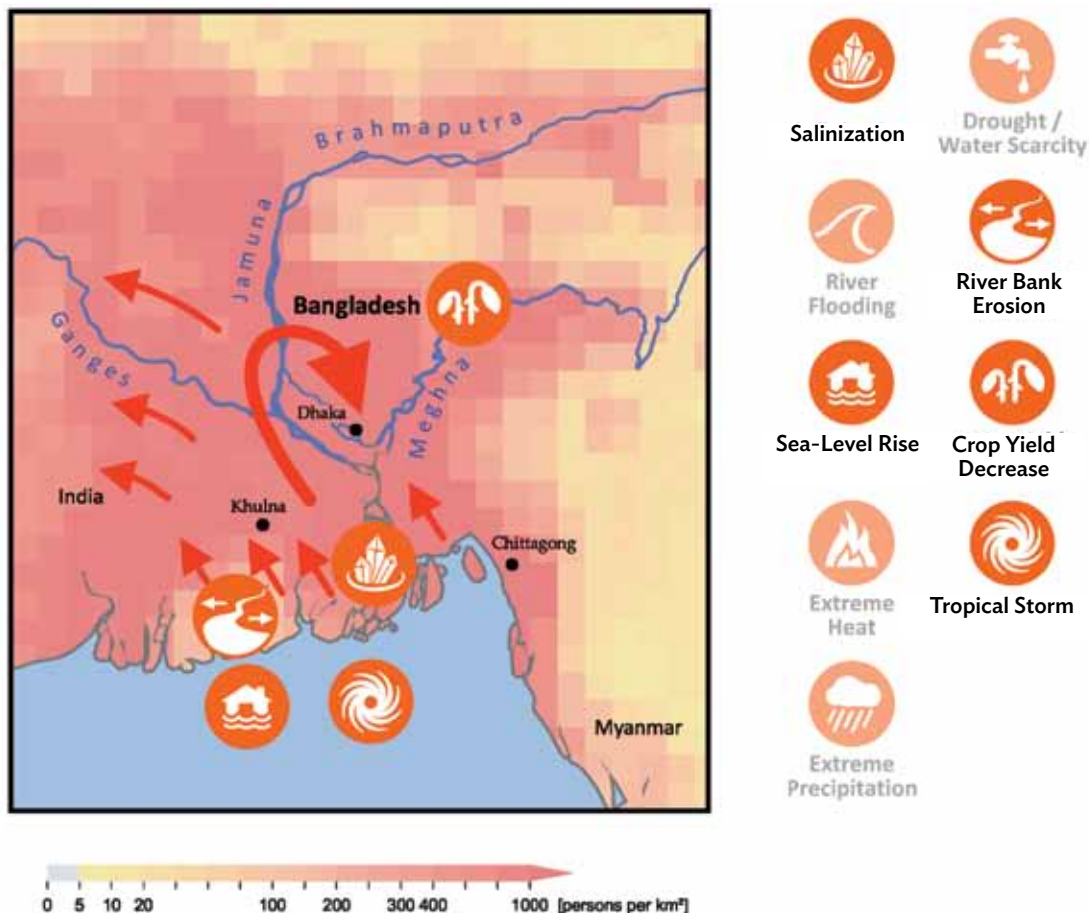 Brahmaputra
Jamuna
Bangladesh
Ganges
Meghna
Dhaka
India
Khulna
Chittagong
Myanmar
0 5 10 20 100 200 300 400 1000 [persons per km²]
Salinization
Drought /
Water Scarcity
River
Flooding
River Bank
Erosion
Sea-Level Rise
Crop Yield
Decrease
Extreme
Heat
Tropical Storm
Extreme
Precipitation